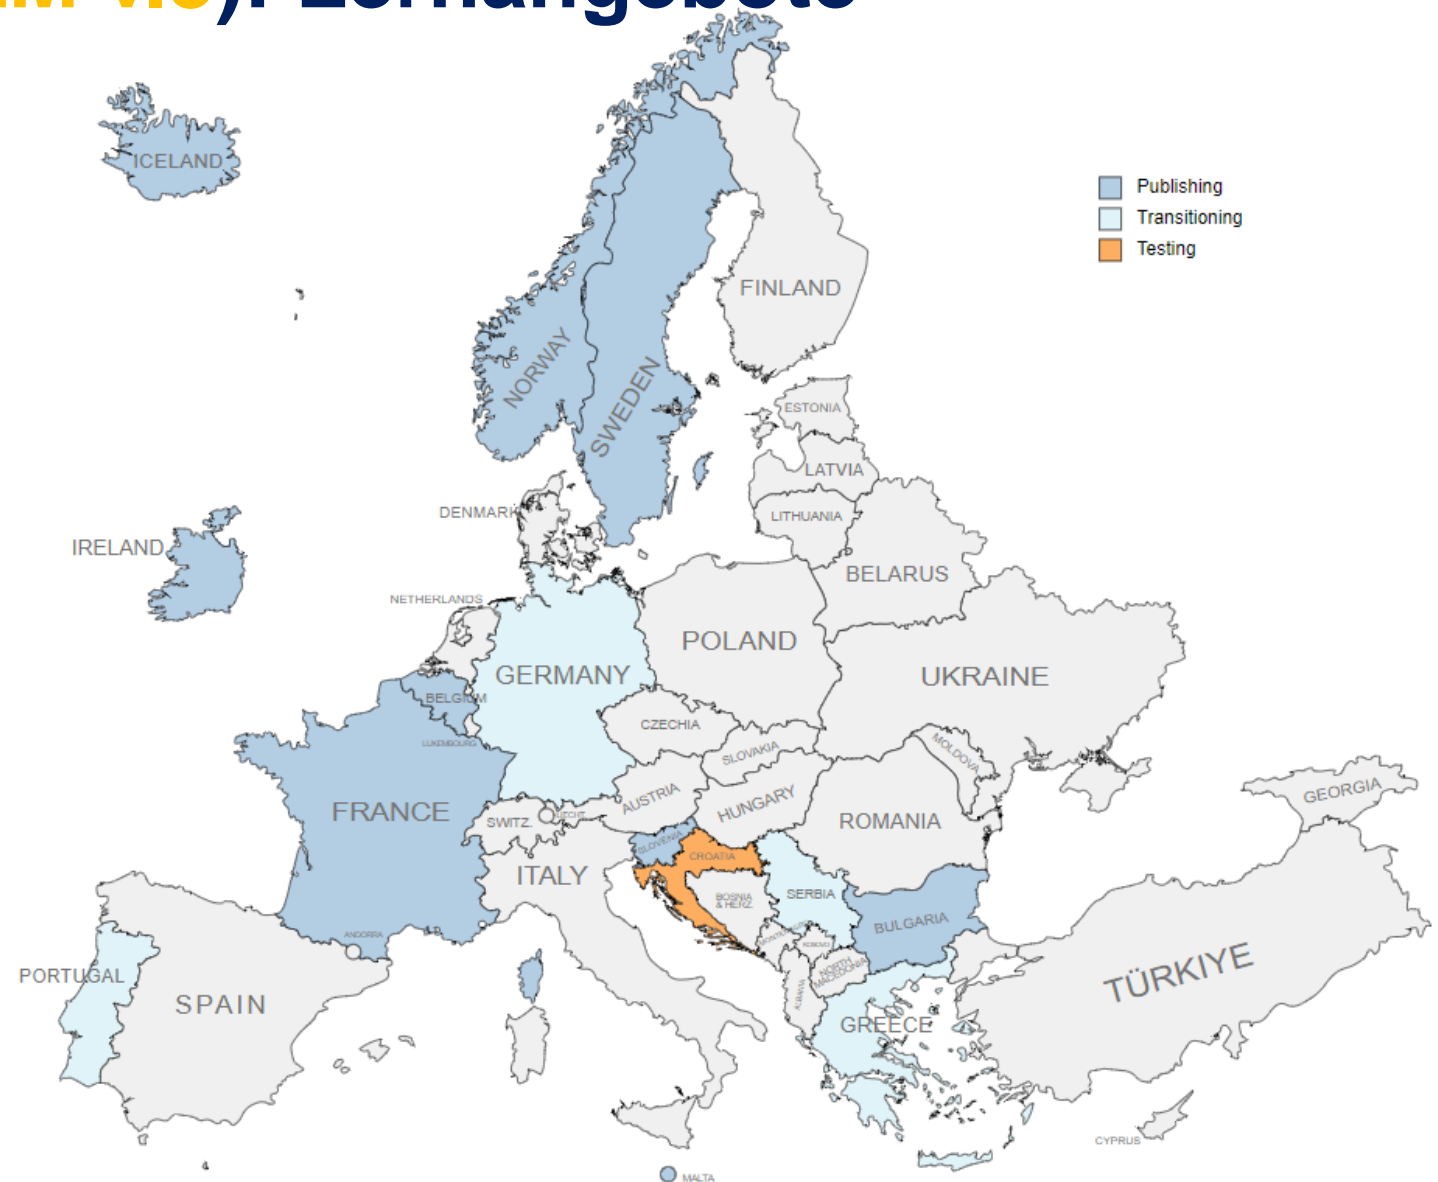 ICELAND
Publishing
Transitioning
Testing
FINLAND
NORWAY
SWEDEN
ESTONIA
LATVIA
DENMARK
LITHUANIA
IRELAND
BELARUS
NETHERLANDS
POLAND
GERMANY
UKRAINE
BELGIUM
CZECHIA
LUXEMBOURG
SLOVAKIA
MOLDOVA
GEORGIA
AUSTRIA
HUNGARY
FRANCE
SWITZ.
LIECHT.
ROMANIA
SLOVENIA
CROATIA
ITALY
SERBIA
BOSNIA
& HERZ.
BULGARIA
MONTENEGRO
KOSOVO
ANDORRA
NORTH
MACEDONIA
PORTUGAL
TÜRKIYE
ALBANIA
SPAIN
GREECE
CYPRUS
MALTA